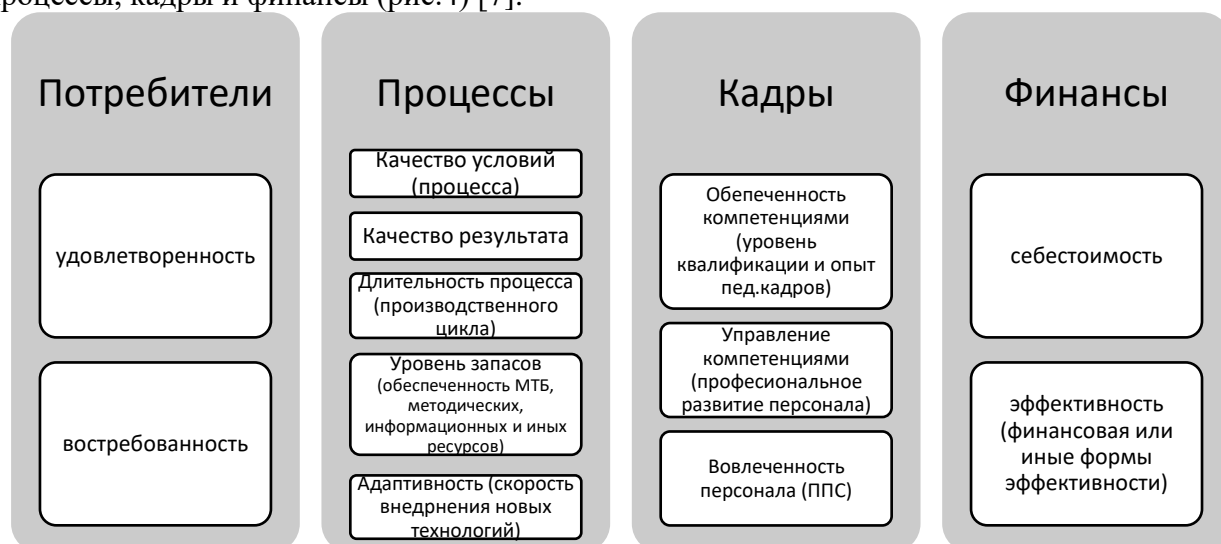 процессы, кадры и финансы (рис.4) [7].
Потребители
удовлетворенность
востребованность
Процессы
Качество условий
(процесса)
Качество результата
Длительность процесса
(производственного
цикла)
Уровень запасов
(обеспеченность МТБ,
методических,
информационных и иных
ресурсов)
Адаптивность (скорость
внедрнения новых
технологий)
Кадры
Обепеченность
компетенциями
(уровень
квалификации и опыт
пед.кадров)
Управление
компетенциями
(професиональное
развитие персонала)
Вовлеченность
персонала (ППС)
Финансы
себестоимость
эффективность
(финансовая или
иные формы
эффективности)